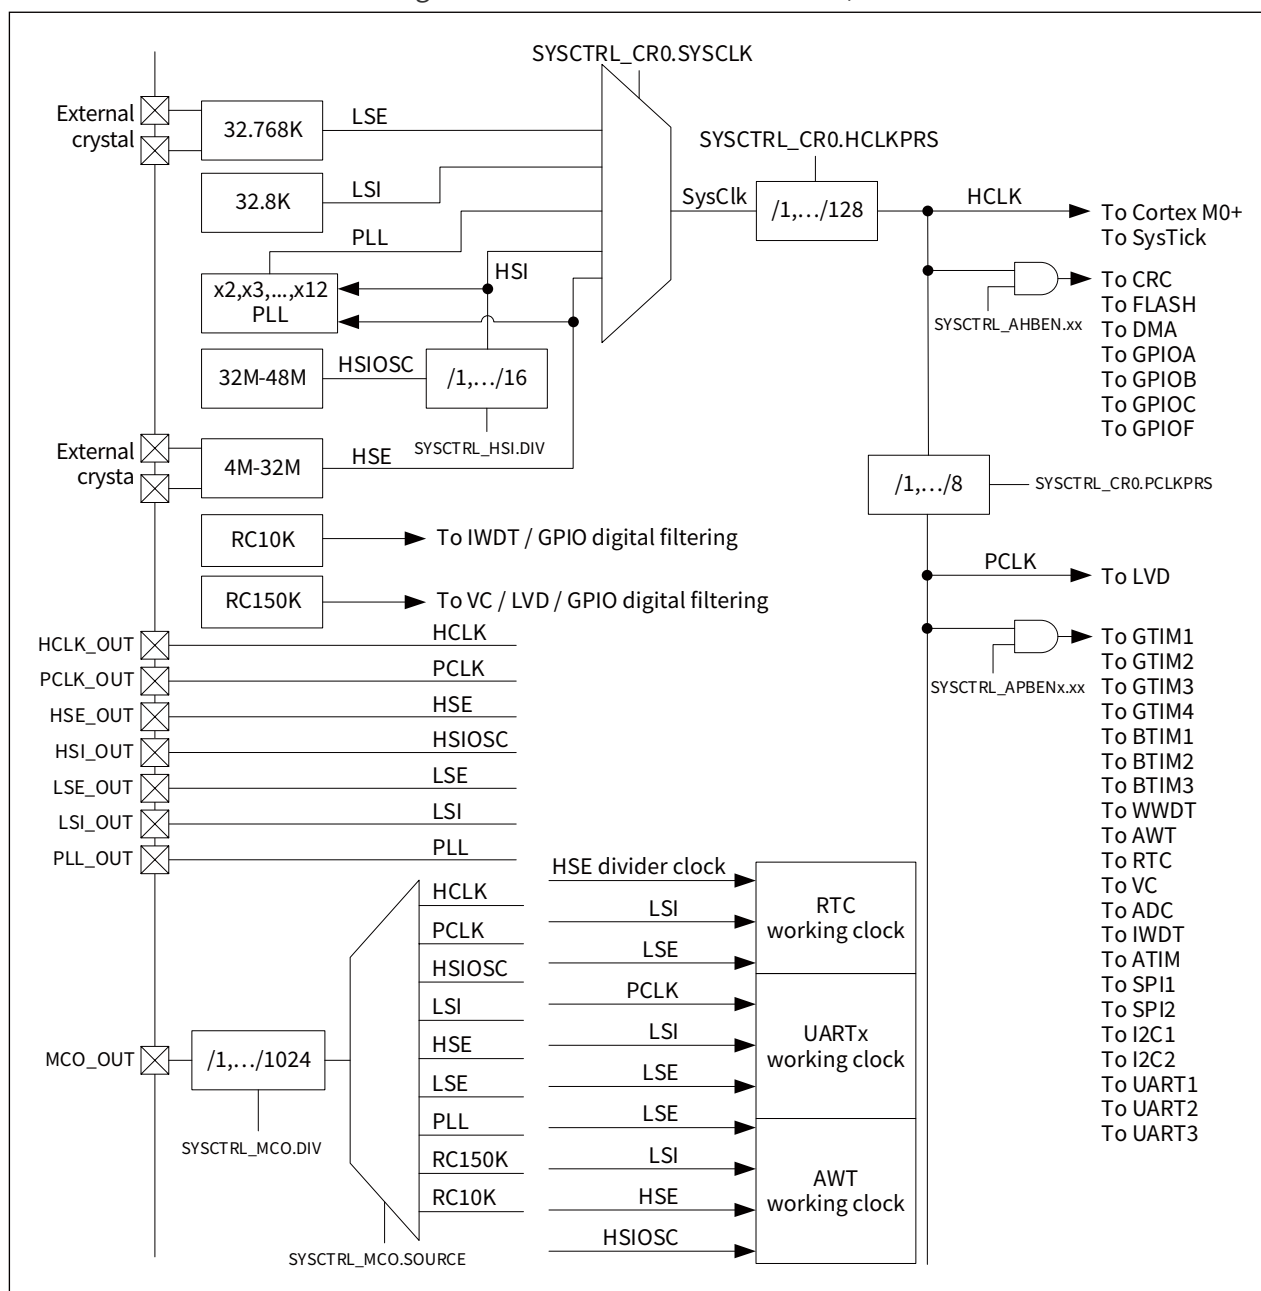 SYSCTRL_CR0.SYSCLK
External
crystal
32.768K
LSE
SYSCTRL_CR0.HCLKPRS
32.8K
LSI
SysClk
/1,.../128
HCLK
To Cortex M0+
To SysTick
PLL
HSI
x2,x3,...,x12
PLL
SYSCTRL_AHBEN.xx
To CRC
To FLASH
To DMA
To GPIOA
To GPIOB
To GPIOC
To GPIOF
32M-48M
HSIOSC
/1,.../16
SYSCTRL_HSI.DIV
External
crysta
4M-32M
HSE
/1,.../8
SYSCTRL_CR0.PCLKPRS
RC10K
To IWDT / GPIO digital filtering
RC150K
To VC / LVD / GPIO digital filtering
PCLK
To LVD
SYSCTRL_APBENx.xx
To GTIM1
To GTIM2
To GTIM3
To GTIM4
To BTIM1
To BTIM2
To BTIM3
To WWDT
To AWT
To RTC
To VC
To ADC
To IWDT
To ATIM
To SPI1
To SPI2
To I2C1
To I2C2
To UART1
To UART2
To UART3
HCLK_OUT
HCLK
PCLK_OUT
PCLK
HSE_OUT
HSE
HSI_OUT
HSIOSC
LSE_OUT
LSE
LSI_OUT
LSI
PLL_OUT
PLL
MCO_OUT
/1,.../1024
SYSCTRL_MCO.DIV
HCLK
PCLK
HSIOSC
LSI
HSE
LSE
PLL
RC150K
RC10K
SYSCTRL_MCO.SOURCE
HSE divider clock
LSI
LSE
RTC
working clock
PCLK
LSI
LSE
UARTx
working clock
LSE
LSI
HSE
HSIOSC
AWT
working clock